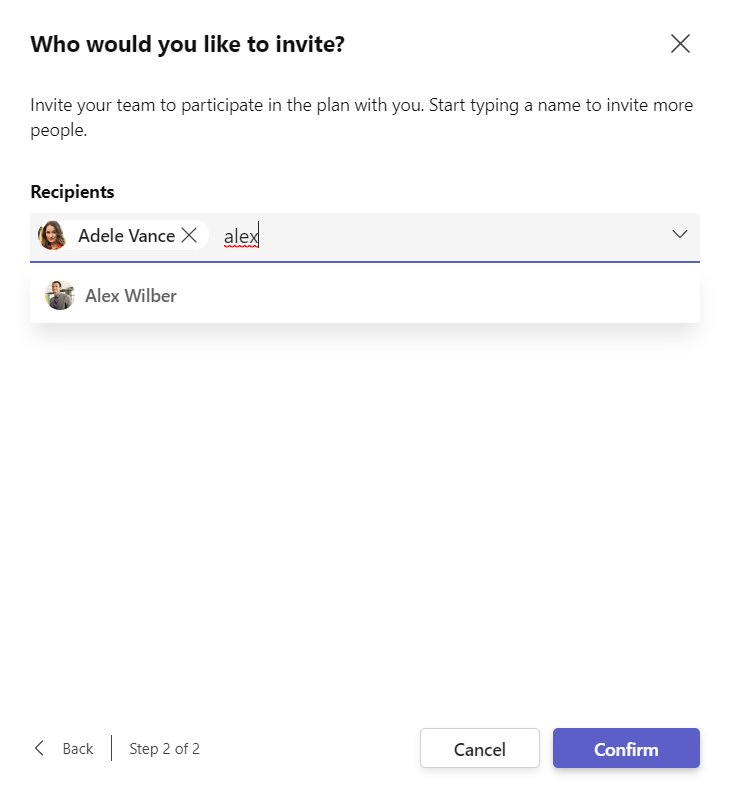 Who would you like to invite?
Invite your team to participate in the plan with you. Start typing a name to invite more
people.
Recipients
Adele Vance alex
Alex Wilber
Back Step 2 of 2 Cancel Confirm